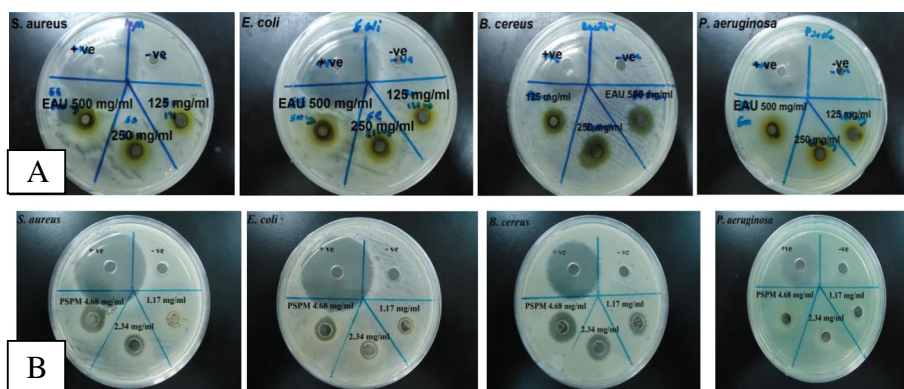 S. aureus
+ ve
-ve
EAU 500 mg/ml
125 mg/ml
250 mg/ml
E. coli
E coli
+ve
-ve
EAU 500 mg/ml
125 mg/ml
250 mg/ml
B. cereus
+ve
-ve
125 mg/ml
EAU 500 mg/ml
250 mg/ml
P. aeruginosa
+ve
-ve
EAU 500 mg/ml
125 mg/ml
250 mg/ml
A
S. aureus
+ ve
- ve
PSPM 4.68 mg/ml
1.17 mg/ml
2.34 mg/ml
E. coli
+ ve
- ve
PSPM 4.68 mg/ml
1.17 mg/ml
2.34 mg/ml
B. cereus
+ ve
- ve
PSPM 4.68 mg/ml
1.17 mg/ml
2.34 mg/ml
P. aeruginosa
+ve
-ve
PSPM 4.68 mg/ml
1.17 mg/ml
2.34 mg/ml
B